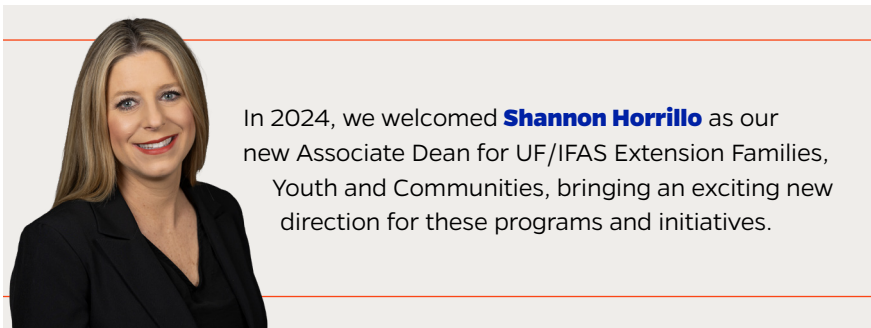 In 2024, we welcomed Shannon Horrillo as our
new Associate Dean for UF/IFAS Extension Families,
Youth and Communities, bringing an exciting new
direction for these programs and initiatives.